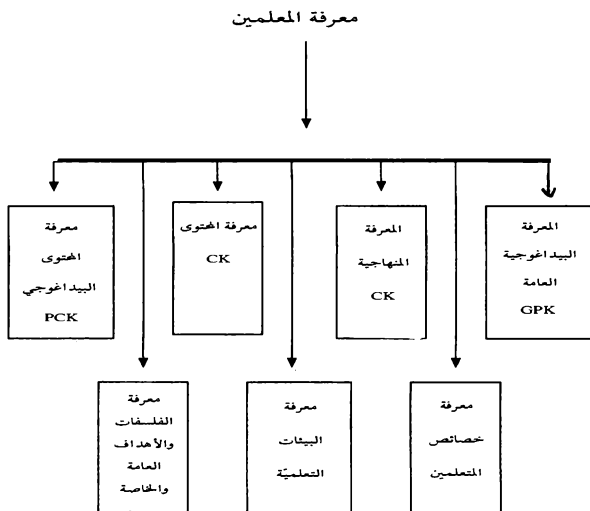 معرفة المعلمين
المعرفة
البيداغوجية
العامة
GPK
المعرفة
المنهاجية
CK
معرفة المحتوى
CK
معرفة
المحتوى
البيداغوجي
PCK
معرفة
خصائص
المتعلمين
معرفة
البيئات
التعلميّة
معرفة
الفلسفات
والأهداف
العامة
والخاصة